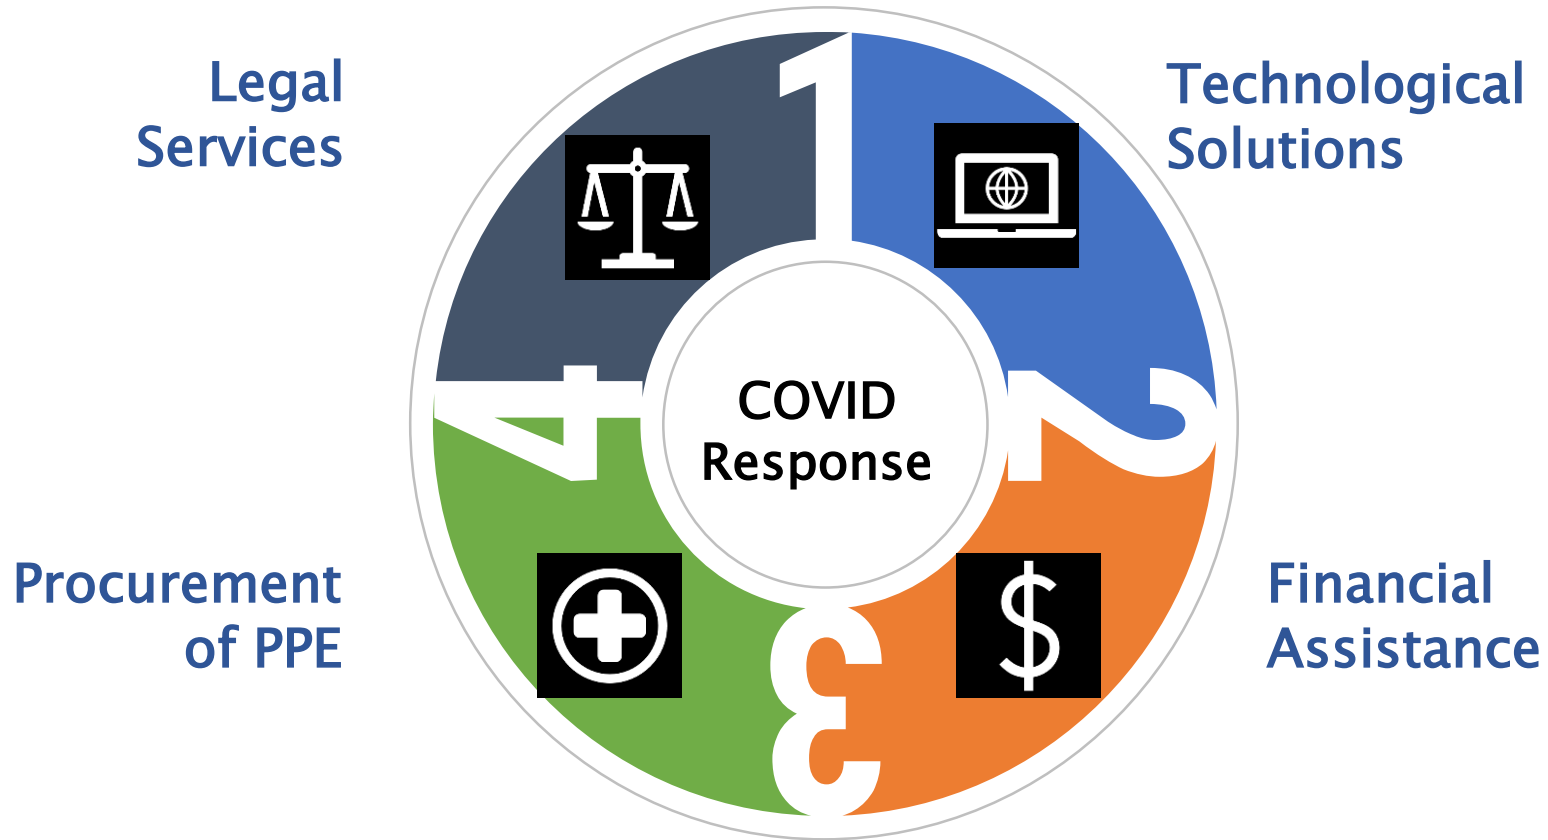 1
Technological
Solutions
2
Financial
Assistance
3
Procurement
of PPE
4
Legal
Services
COVID
Response
$